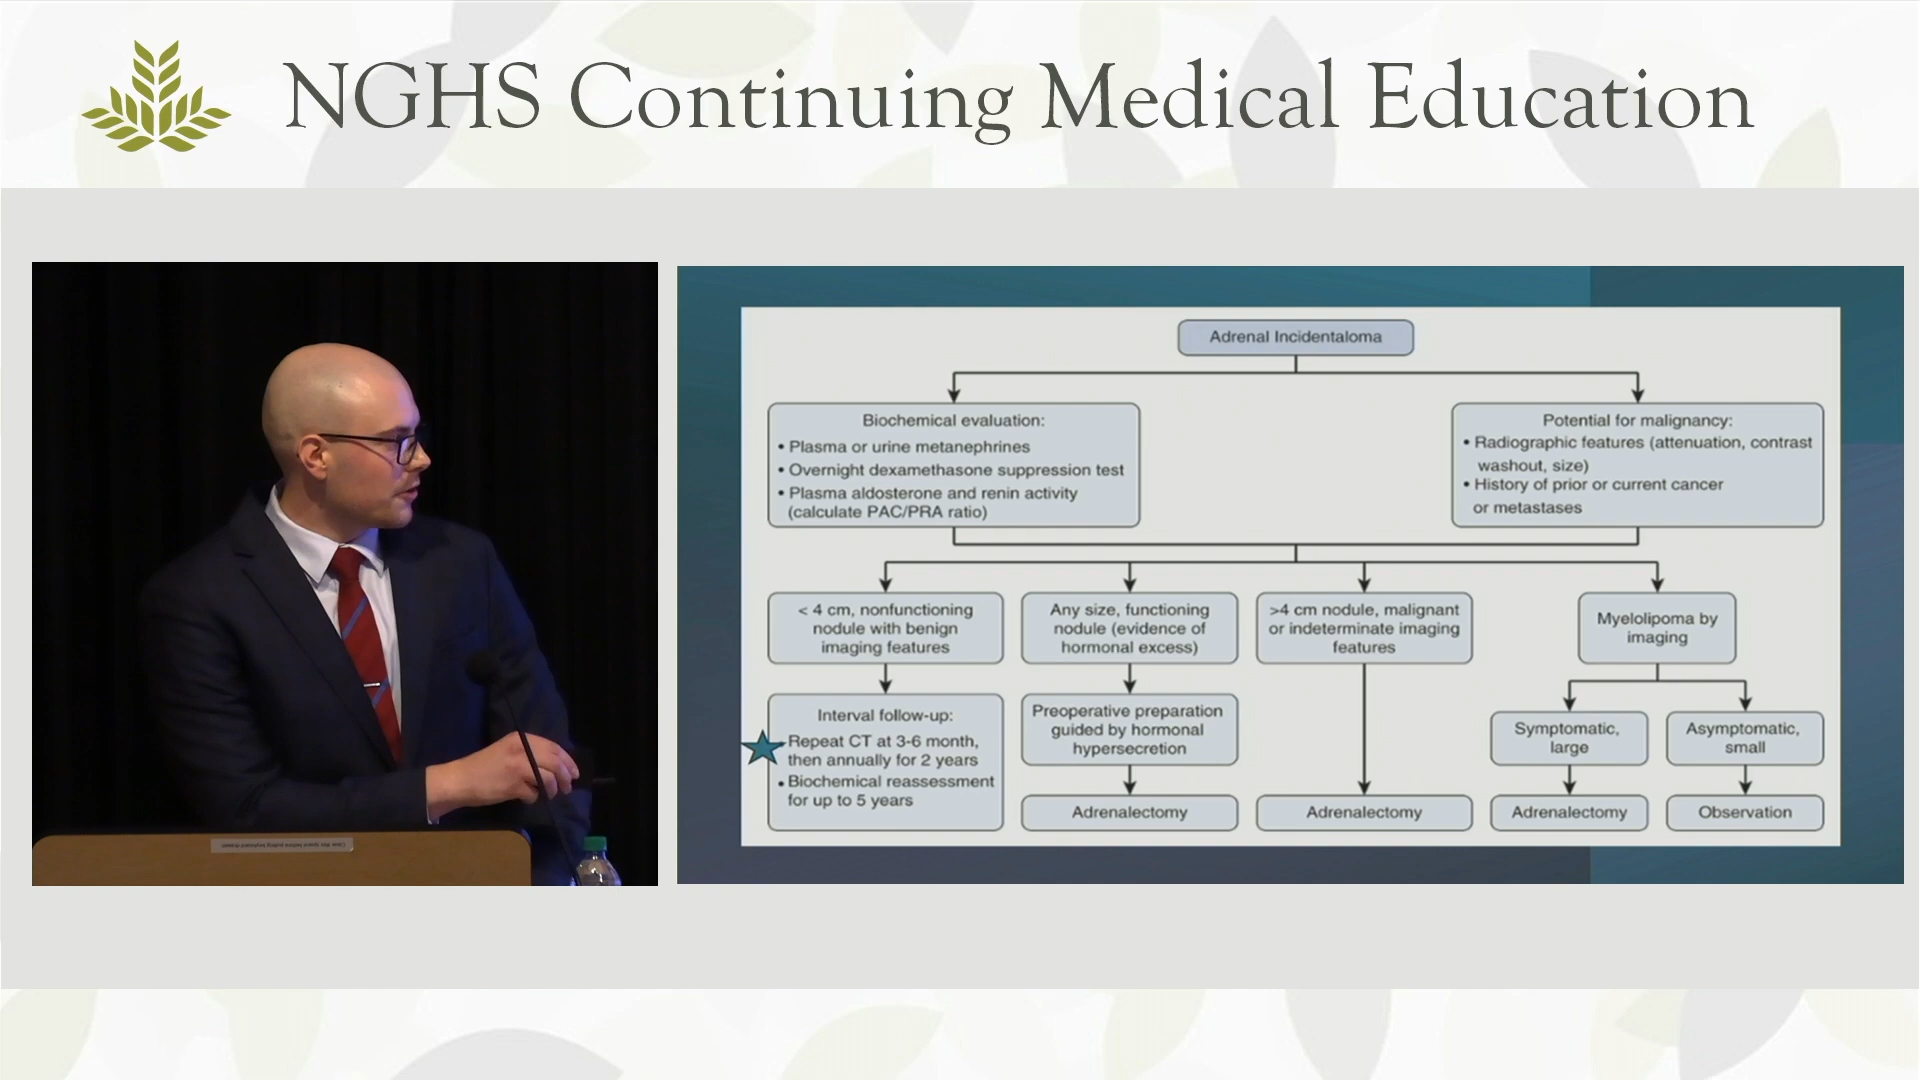 NGHS Continuing Medical Education
Adrenal Incidentaloma
Biochemical evaluation:
• Plasma or urine metanephrines
• Overnight dexamethasone suppression test
• Plasma aldosterone and renin activity
(calculate PAC/PRA ratio)
Potential for malignancy:
• Radiographic features (attenuation, contrast
washout, size)
• History of prior or current cancer
or metastases
< 4 cm, nonfunctioning
nodule with benign
imaging features
Any size, functioning
nodule (evidence of
hormonal excess)
>4 cm nodule, malignant
or indeterminate imaging
features
Myelolipoma by
imaging
Interval follow-up:
Repeat CT at 3-6 month,
then annually for 2 years
• Biochemical reassessment
for up to 5 years
Preoperative preparation
guided by hormonal
hypersecretion
Symptomatic,
large
Asymptomatic,
small
Adrenalectomy
Adrenalectomy
Adrenalectomy
Observation